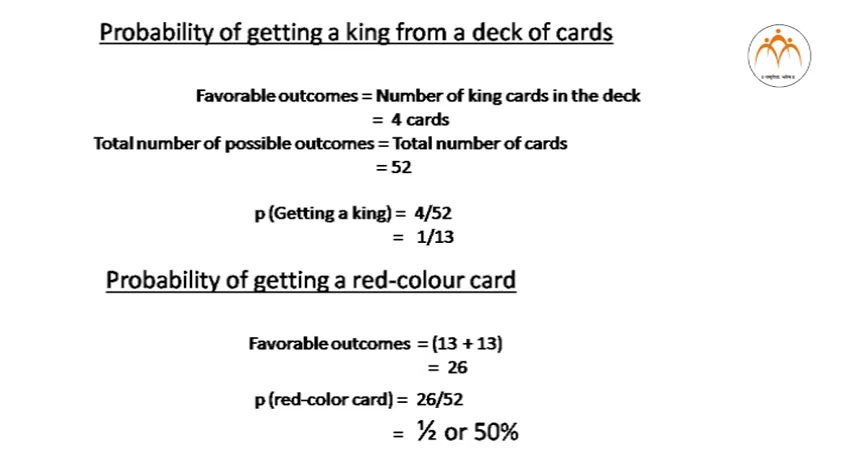 Probability of getting a king from a deck of cards
Favorable outcomes = Number of king cards in the deck
= 4 cards
Total number of possible outcomes = Total number of cards
= 52
p (Getting a king) = 4/52
= 1/13
Probability of getting a red-colour card
Favorable outcomes = (13 + 13)
= 26
p (red-color card) = 26/52
= ½ or 50%